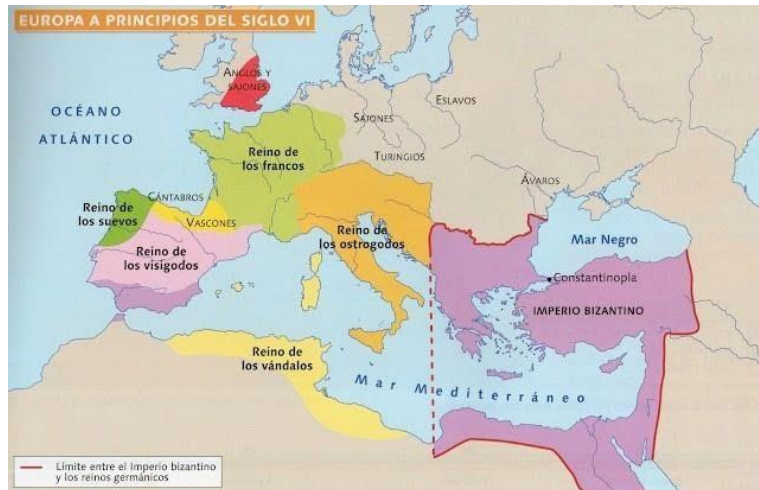 EUROPA A PRINCIPIOS DEL SIGLO VI
ANGLOS Y
SAJONES
OCÉANO
ATLÁNTICO
SAJONES
ESLAVOS
TURINGIOS
ÁVAROS
Reino de
los francos
CÁNTABROS
VASCONES
Reino de
los suevos
Reino de
los visigodos
Reino de
los ostrogodos
Mar Negro
Constantinopla
IMPERIO BIZANTINO
Reino de
los vándalos
Mar Mediterráneo
Límite entre el Imperio bizantino
y los reinos germánicos